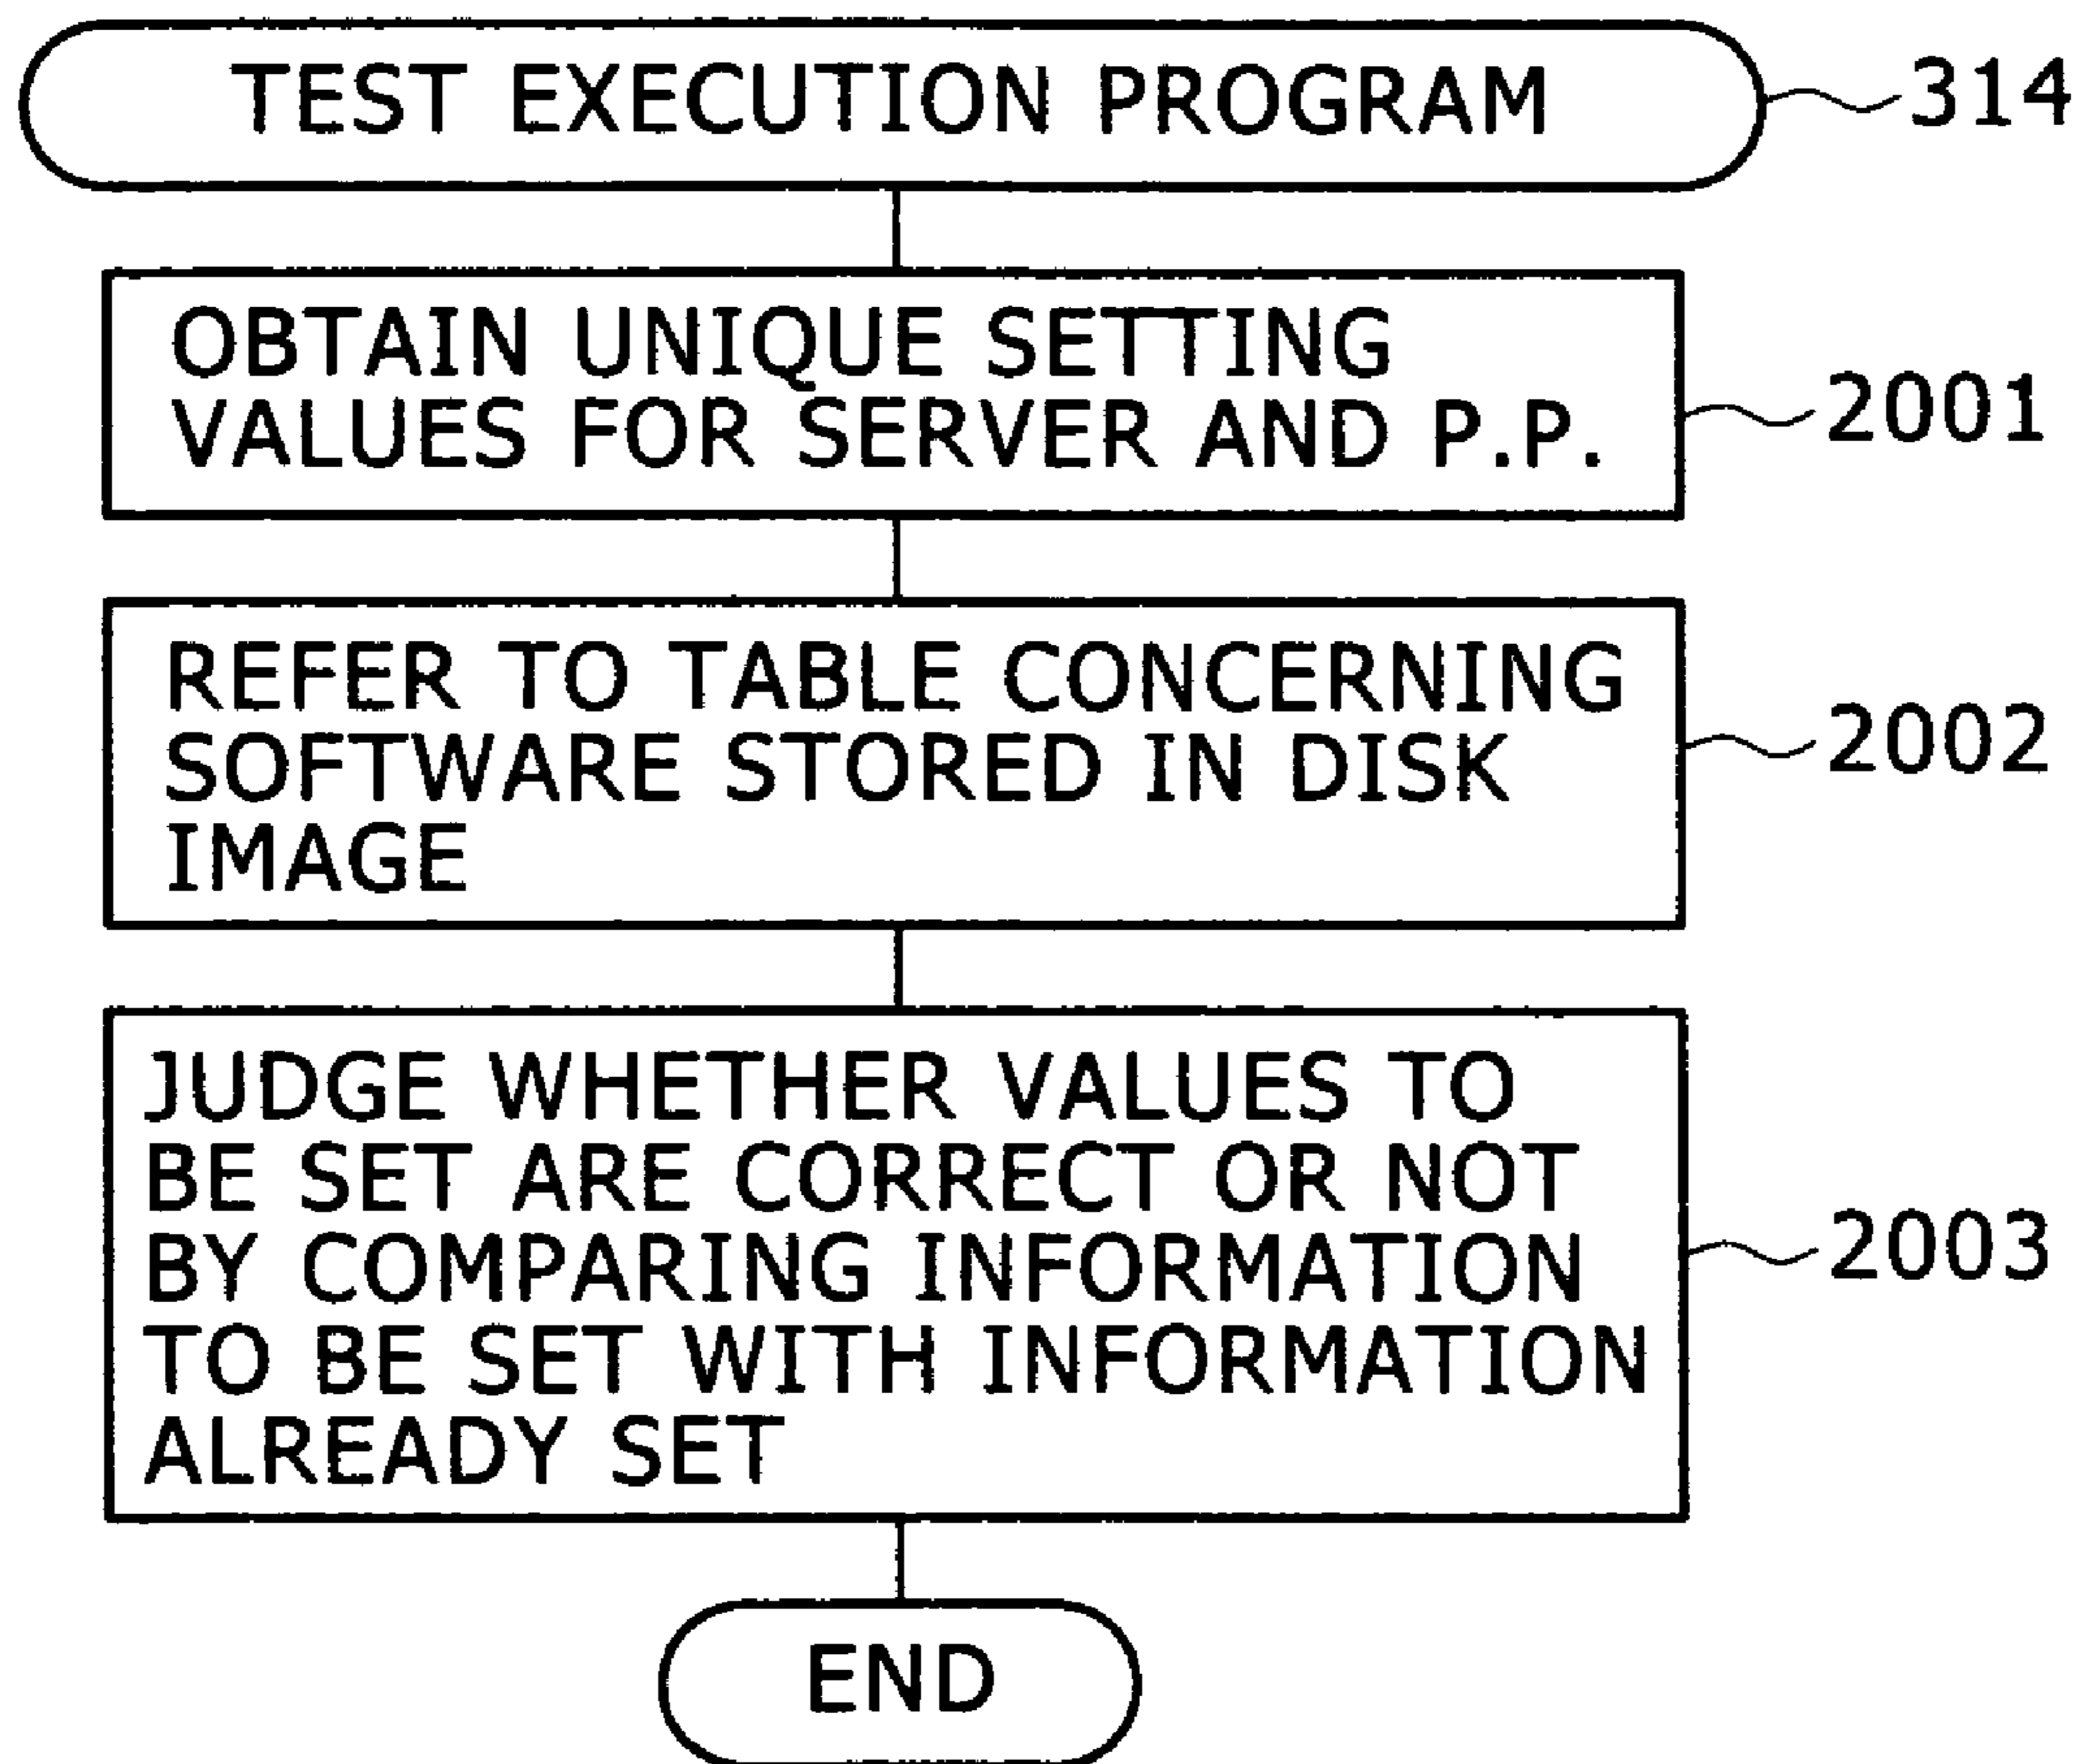 TEST EXECUTION PROGRAM
314
OBTAIN UNIQUE SETTING
VALUES FOR SERVER AND P.P.
2001
REFER TO TABLE CONCERNING
SOFTWARE STORED IN DISK
IMAGE
2002
JUDGE WHETHER VALUES TO
BE SET ARE CORRECT OR NOT
BY COMPARING INFORMATION
TO BE SET WITH INFORMATION
ALREADY SET
2003
END